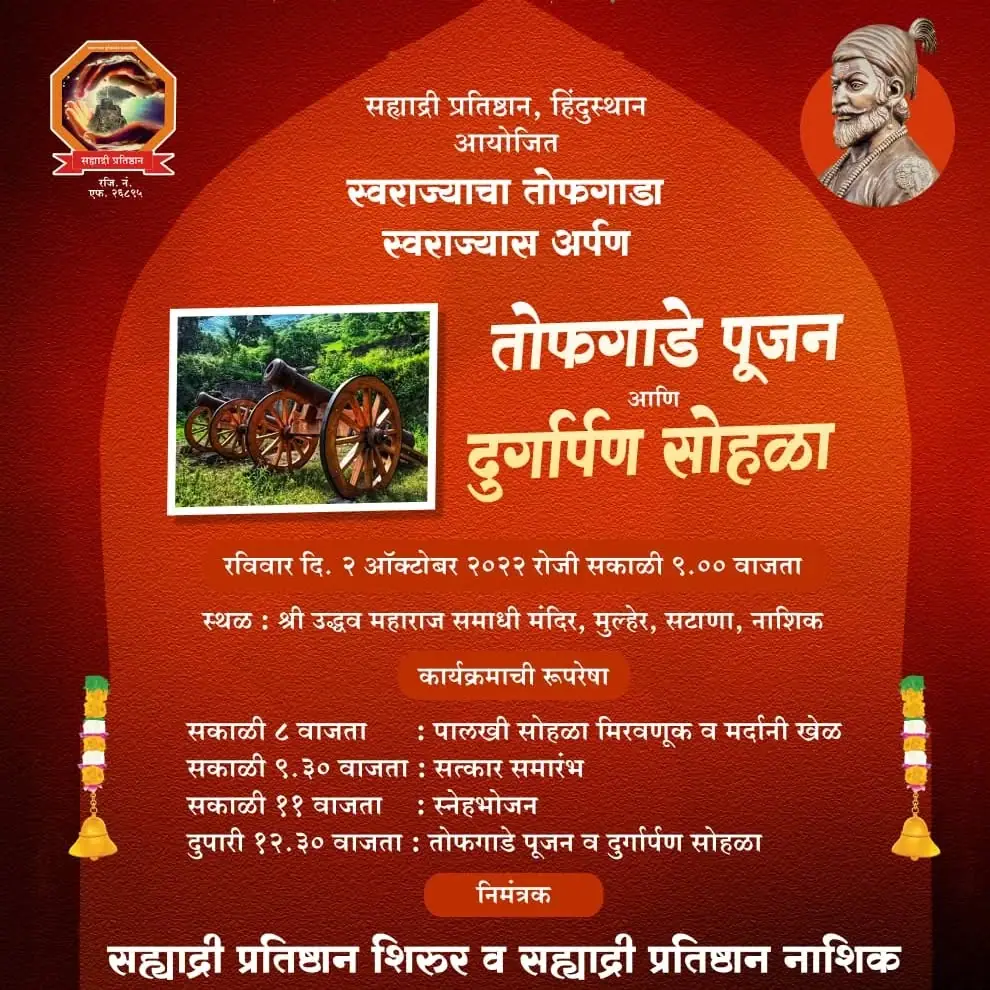 सह्याद्री प्रतिष्ठान
रजि. नं.
एफ. २६८९५
सह्याद्री प्रतिष्ठान, हिंदुस्थान
आयोजित
स्वराज्याचा तोफगाडा
स्वराज्यास अर्पण
तोफगाडे पूजन
आणि
दुर्गार्पण सोहळा
रविवार दि. २ ऑक्टोबर २०२२ रोजी सकाळी ९.०० वाजता
स्थळ : श्री उद्धव महाराज समाधी मंदिर, मुल्हेर, सटाणा, नाशिक
कार्यक्रमाची रूपरेषा
सकाळी ८ वाजता : पालखी सोहळा मिरवणूक व मर्दानी खेळ
सकाळी ९.३० वाजता : सत्कार समारंभ
सकाळी ११ वाजता : स्नेहभोजन
दुपारी १२.३० वाजता : तोफगाडे पूजन व दुर्गार्पण सोहळा
निमंत्रक
सह्याद्री प्रतिष्ठान शिरुर व सह्याद्री प्रतिष्ठान नाशिक